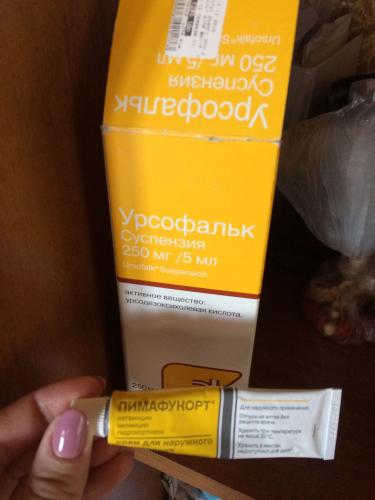 Урсофальк
Суспензия
250 мг/5 мл
Ursofalk®
Урсофальк
Суспензия
250 мг /5 мл
Ursofalk® Suspension
активное вещество:
урсодезоксихолевая кислота.
250
ПИМАФУКОРТ®
натамицин
неомицин
гидрокортизон
крем для наружного
Для наружного применения.
Отпуск из аптек без
рецепта врача.
Хранить при температуре
не выше 25°C.
Хранить в местах,
недоступных для детей.